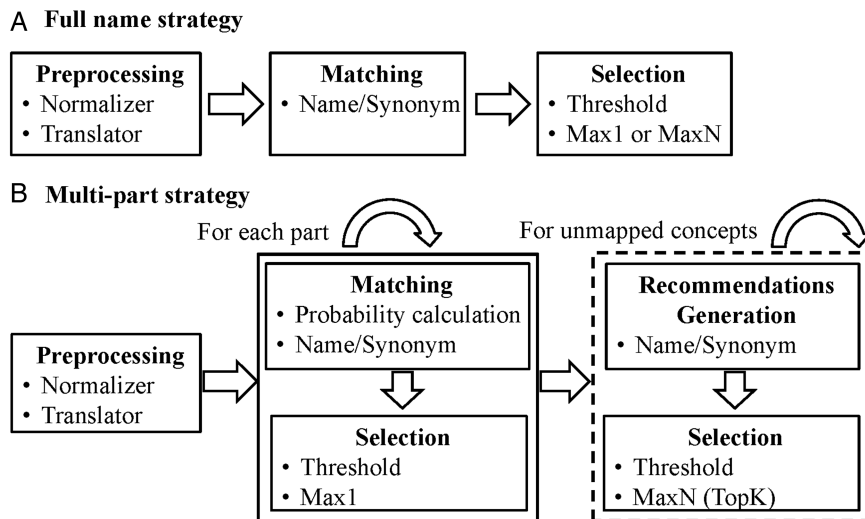 A Full name strategy
Preprocessing
• Normalizer
• Translator
Matching
• Name/Synonym
Selection
• Threshold
• Max1 or MaxN
B Multi-part strategy
For each part
For unmapped concepts
Preprocessing
• Normalizer
• Translator
Matching
• Probability calculation
• Name/Synonym
Selection
• Threshold
• Max1
Recommendations
Generation
• Name/Synonym
Selection
• Threshold
• MaxN (TopK)